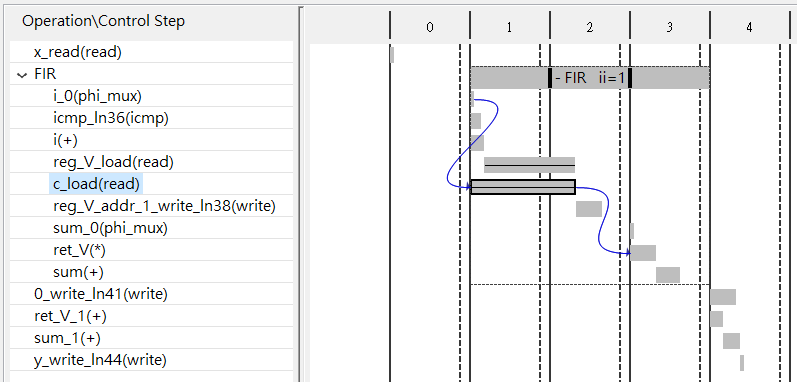 Operation\Control Step 0 1 2 3 4
x_read(read)
FIR - FIR ii=1
i_0(phi_mux)
icmp_ln36(icmp)
i(+)
reg_V_load(read)
c_load(read)
reg_V_addr_1_write_ln38(write)
sum_0(phi_mux)
ret_V(*)
sum(+)
0_write_ln41(write)
ret_V_1(+)
sum_1(+)
y_write_ln44(write)